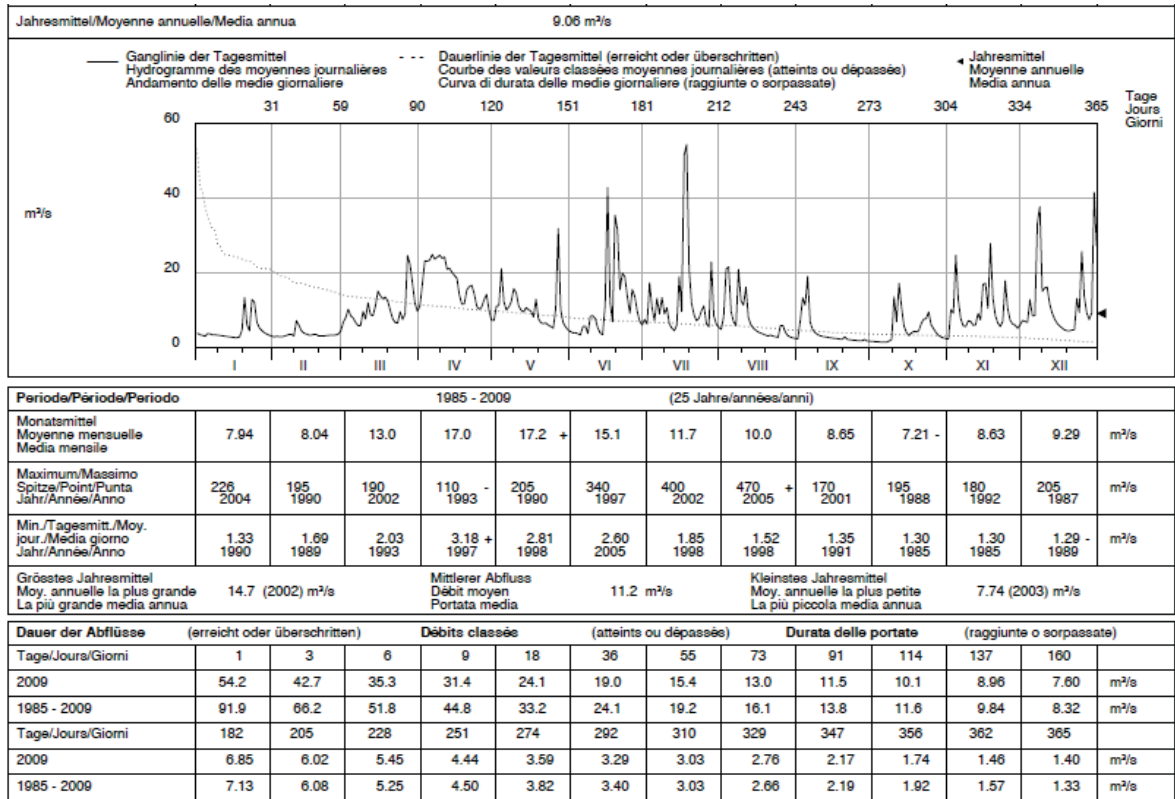 Jahresmittel/Moyenne annuelle/Media annua 9.06 m³/s
Ganglinie der Tagesmittel - - - Dauerlinie der Tagesmittel (erreicht oder überschritten) Jahresmittel
Hydrogramme des moyennes journalières Courbe des valeurs classées moyennes journalières (atteints ou dépassés) Moyenne annuelle
Andamento delle medie giornaliere Curva di durata delle medie giornaliere (raggiunte o sorpassate) Media annua
31 59 90 120 151 181 212 243 273 304 334 365 Tage
Jours
Giorni
60
40
m³/s
20
0
I II III IV V VI VII VIII IX X XI XII
Periode/Période/Periodo 1985 - 2009 (25 Jahre/années/anni)
Monatsmittel
Moyenne mensuelle 7.94 8.04 13.0 17.0 17.2 + 15.1 11.7 10.0 8.65 7.21 - 8.63 9.29 m³/s
Media mensile
Maximum/Massimo
Spitze/Point/Punta 226 195 190 110 - 205 340 400 470 + 170 195 180 205 m³/s
Jahr/Année/Anno 2004 1990 2002 1993 1990 1997 2002 2005 2001 1988 1992 1987
Min./Tagesmitt./Moy.
jour./Media giorno 1.33 1.69 2.03 3.18 + 2.81 2.60 1.85 1.52 1.35 1.30 1.30 1.29 - m³/s
Jahr/Année/Anno 1990 1989 1993 1997 1998 2005 1998 1998 1991 1985 1985 1989
Grösstes Jahresmittel Mittlerer Abfluss Kleinstes Jahresmittel
Moy. annuelle la plus grande 14.7 (2002) m³/s Débit moyen 11.2 m³/s Moy. annuelle la plus petite 7.74 (2003) m³/s
La più grande media annua Portata media La più piccola media annua
Dauer der Abflüsse (erreicht oder überschritten) Débits classés (atteints ou dépassés) Durata delle portate (raggiunte o sorpassate)
Tage/Jours/Giorni 1 3 6 9 18 36 55 73 91 114 137 160
2009 54.2 42.7 35.3 31.4 24.1 19.0 15.4 13.0 11.5 10.1 8.96 7.60 m³/s
1985 - 2009 91.9 66.2 51.8 44.8 33.2 24.1 19.2 16.1 13.8 11.6 9.84 8.32 m³/s
Tage/Jours/Giorni 182 205 228 251 274 292 310 329 347 356 362 365
2009 6.85 6.02 5.45 4.44 3.59 3.29 3.03 2.76 2.17 1.74 1.46 1.40 m³/s
1985 - 2009 7.13 6.08 5.25 4.50 3.82 3.40 3.03 2.66 2.19 1.92 1.57 1.33 m³/s